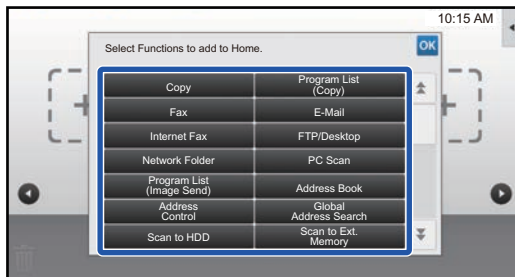 10:15 AM
Select Functions to add to Home.
OK
Copy
Program List
(Copy)
Fax
E-Mail
Internet Fax
FTP/Desktop
Network Folder
PC Scan
Program List
(Image Send)
Address Book
Address
Control
Global
Address Search
Scan to HDD
Scan to Ext.
Memory